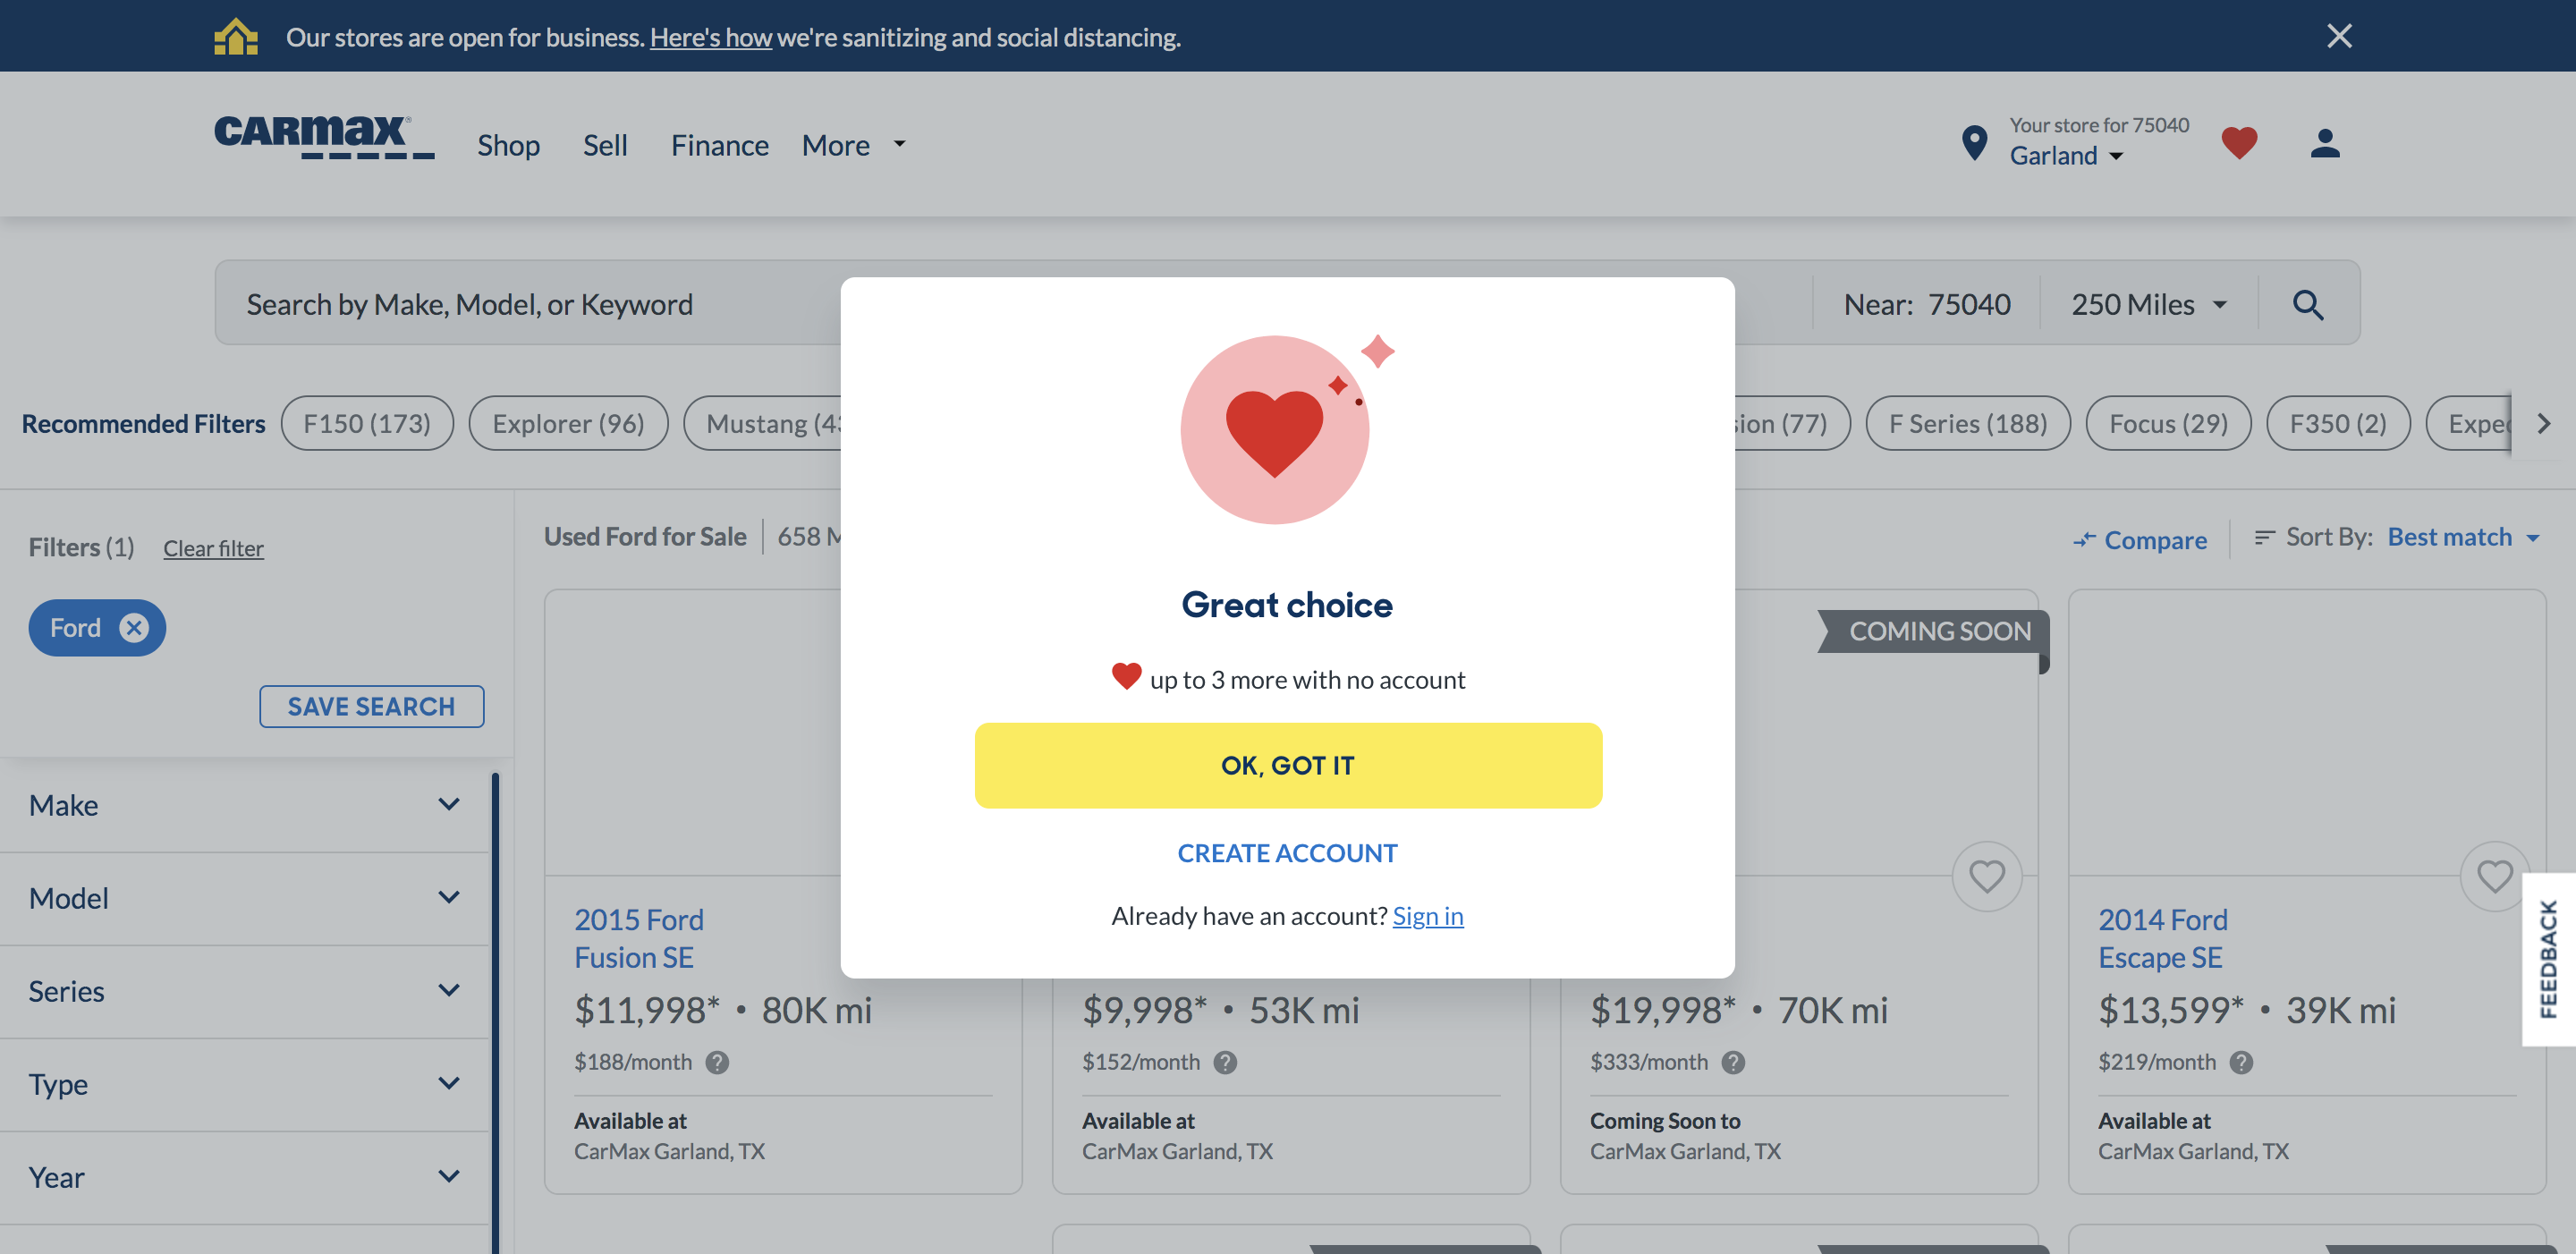 Our stores are open for business. Here's how we're sanitizing and social distancing.
CARMAX®
Shop
Sell
Finance
More
Your store for 75040
Garland
Search by Make, Model, or Keyword
Near: 75040
250 Miles
Recommended Filters
F150 (173)
Explorer (96)
Mustang
(77)
F Series (188)
Focus (29)
F350 (2)
Filters (1)
Clear filter
Ford
SAVE SEARCH
Make
Model
Series
Type
Year
Used Ford for Sale
658
Compare
Sort By: Best match
Great choice
up to 3 more with no account
OK, GOT IT
CREATE ACCOUNT
Already have an account? Sign in
2015 Ford
Fusion SE
$11,998* • 80K mi
$188/month
Available at
CarMax Garland, TX
$9,998* • 53K mi
$152/month
Available at
CarMax Garland, TX
COMING SOON
$19,998* • 70K mi
$333/month
Coming Soon to
CarMax Garland, TX
2014 Ford
Escape SE
$13,599* • 39K mi
$219/month
Available at
CarMax Garland, TX
FEEDBACK